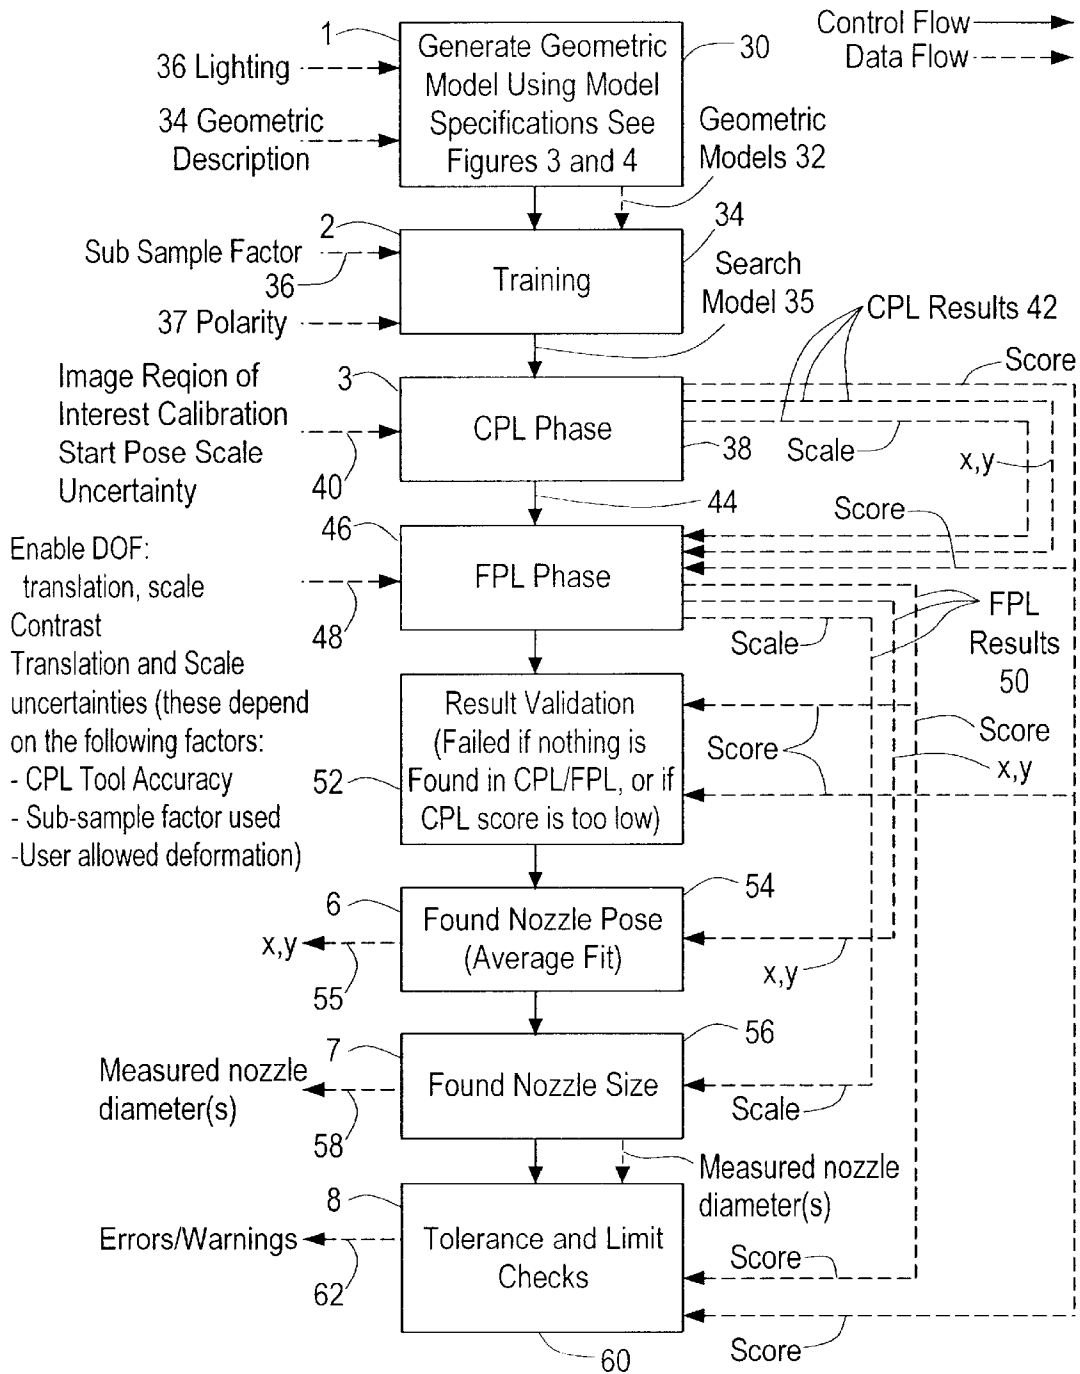 Control Flow
Data Flow
1
30
36 Lighting
34 Geometric
Description
Generate Geometric
Model Using Model
Specifications See
Figures 3 and 4
Geometric
Models 32
2
34
Sub Sample Factor
36
37 Polarity
Training
Search
Model 35
CPL Results 42
Score
Image Reqion of
Interest Calibration
Start Pose Scale
Uncertainty
3
40
CPL Phase
38
Scale
x,y
44
Score
46
Enable DOF:
translation, scale
Contrast
Translation and Scale
uncertainties (these depend
on the following factors:
- CPL Tool Accuracy
- Sub-sample factor used
-User allowed deformation)
48
FPL Phase
Scale
FPL
Results
50
Score
x,y
52
Result Validation
(Failed if nothing is
Found in CPL/FPL, or if
CPL score is too low)
Score
6
54
x,y
55
Found Nozzle Pose
(Average Fit)
x,y
7
56
Measured nozzle
diameter(s)
58
Found Nozzle Size
Scale
Measured nozzle
diameter(s)
8
Errors/Warnings
62
Tolerance and Limit
Checks
Score
Score
60